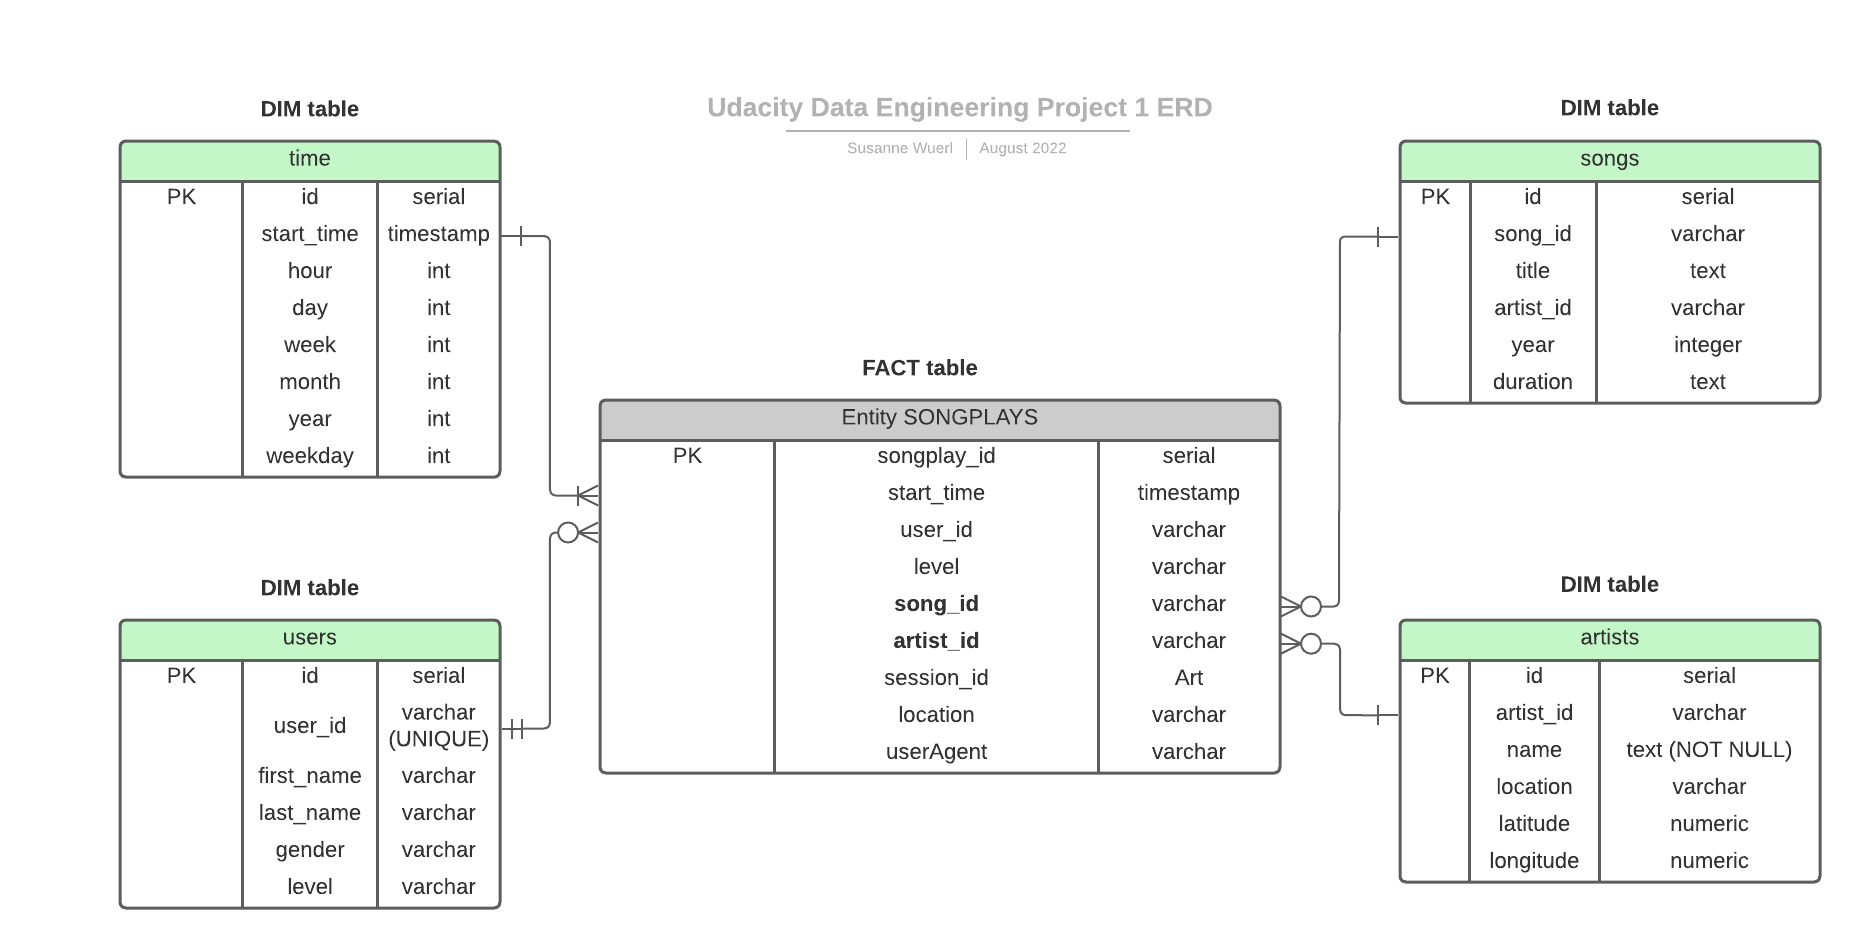 Udacity Data Engineering Project 1 ERD
Susanne Wuerl August 2022
DIM table
time
PK id serial
start_time timestamp
hour int
day int
week int
month int
year int
weekday int
DIM table
users
PK id serial
user_id varchar
(UNIQUE)
first_name varchar
last_name varchar
gender varchar
level varchar
FACT table
Entity SONGPLAYS
PK songplay_id serial
start_time timestamp
user_id varchar
level varchar
song_id varchar
artist_id varchar
session_id Art
location varchar
userAgent varchar
DIM table
songs
PK id serial
song_id varchar
title text
artist_id varchar
year integer
duration text
DIM table
artists
PK id serial
artist_id varchar
name text (NOT NULL)
location varchar
latitude numeric
longitude numeric